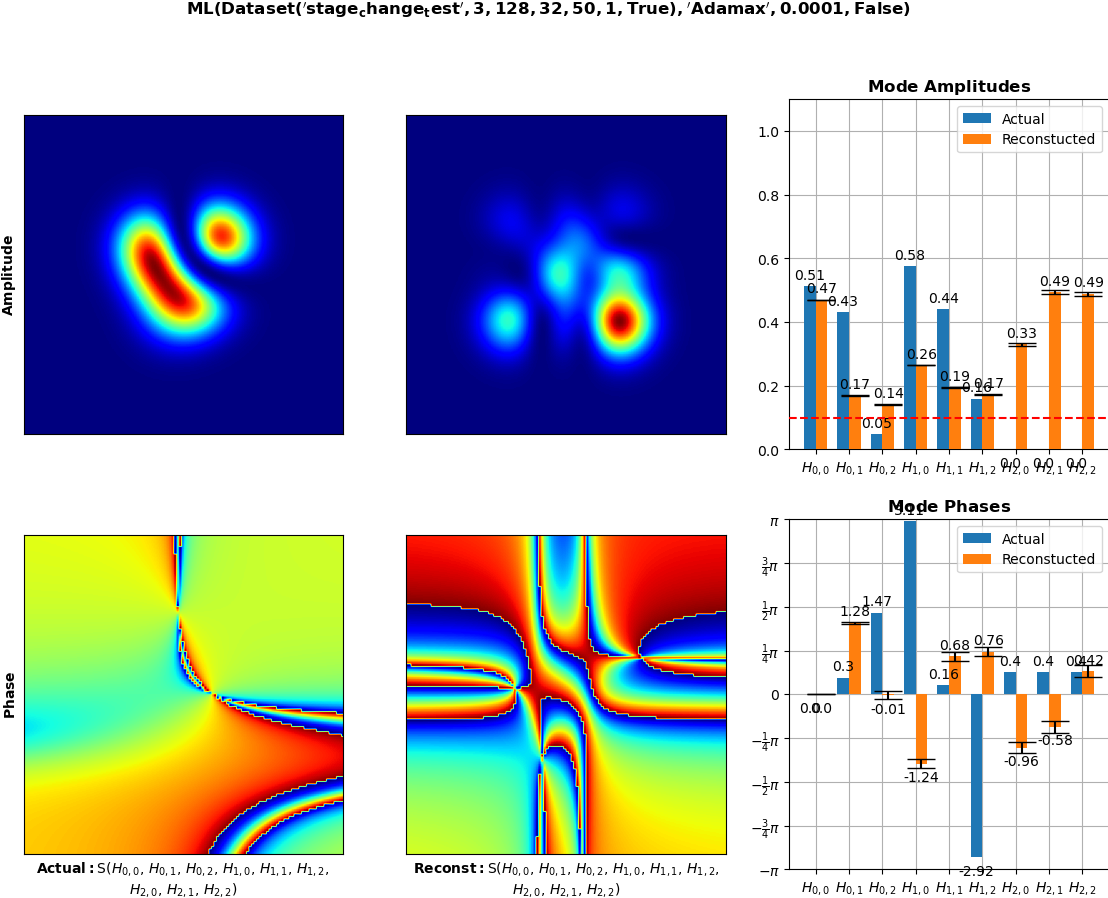 ML(Dataset('stage_change_test', 3, 128, 32, 50, 1, True), 'Adamax', 0.0001, False)
Amplitude
Mode Amplitudes
Actual
Reconstucted
1.0
0.8
0.6
0.4
0.2
0.0
0.51
0.47
0.43
0.17
0.05
0.14
0.58
0.26
0.44
0.19
0.16
0.17
0.0
0.33
0.0
0.49
0.0
0.49
H0,0 H0,1 H0,2 H1,0 H1,1 H1,2 H2,0 H2,1 H2,2
Phase
Mode Phases
Actual
Reconstucted
π
3/4π
1/2π
1/4π
0
−1/4π
−1/2π
−3/4π
−π
0.0
0.0
0.3
1.28
1.47
-0.01
3.11
-1.24
0.16
0.68
-2.92
0.76
0.4
-0.96
0.4
-0.58
0.42
H0,0 H0,1 H0,2 H1,0 H1,1 H1,2 H2,0 H2,1 H2,2
Actual: S(H0,0, H0,1, H0,2, H1,0, H1,1, H1,2,
H2,0, H2,1, H2,2)
Reconst: S(H0,0, H0,1, H0,2, H1,0, H1,1, H1,2,
H2,0, H2,1, H2,2)